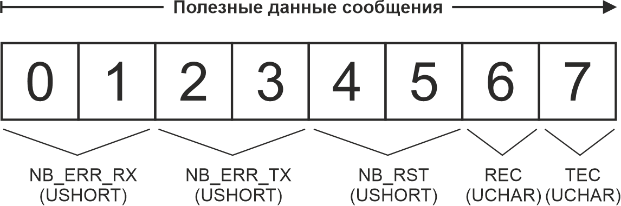 Полезные данные сообщения
0 1 2 3 4 5 6 7
NB_ERR_RX NB_ERR_TX NB_RST REC TEC
(USHORT) (USHORT) (USHORT) (UCHAR) (UCHAR)